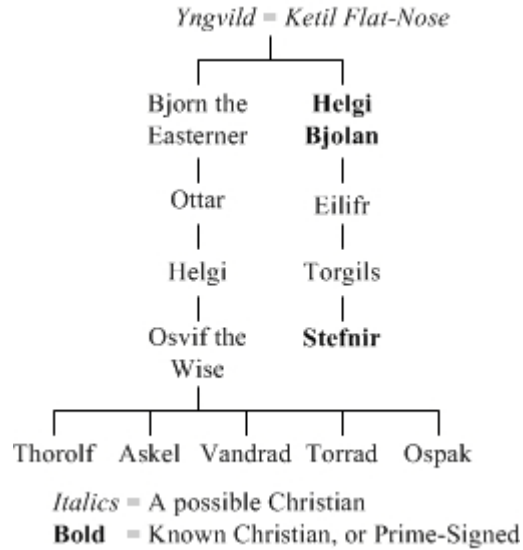 Yngvild = Ketil Flat-Nose
Bjorn the
Easterner
Helgi
Bjolan
Ottar
Eilifr
Helgi
Torgils
Osvif the
Wise
Stefnir
Thorolf Askel Vandrad Torrad Ospak
Italics = A possible Christian
Bold = Known Christian, or Prime-Signed